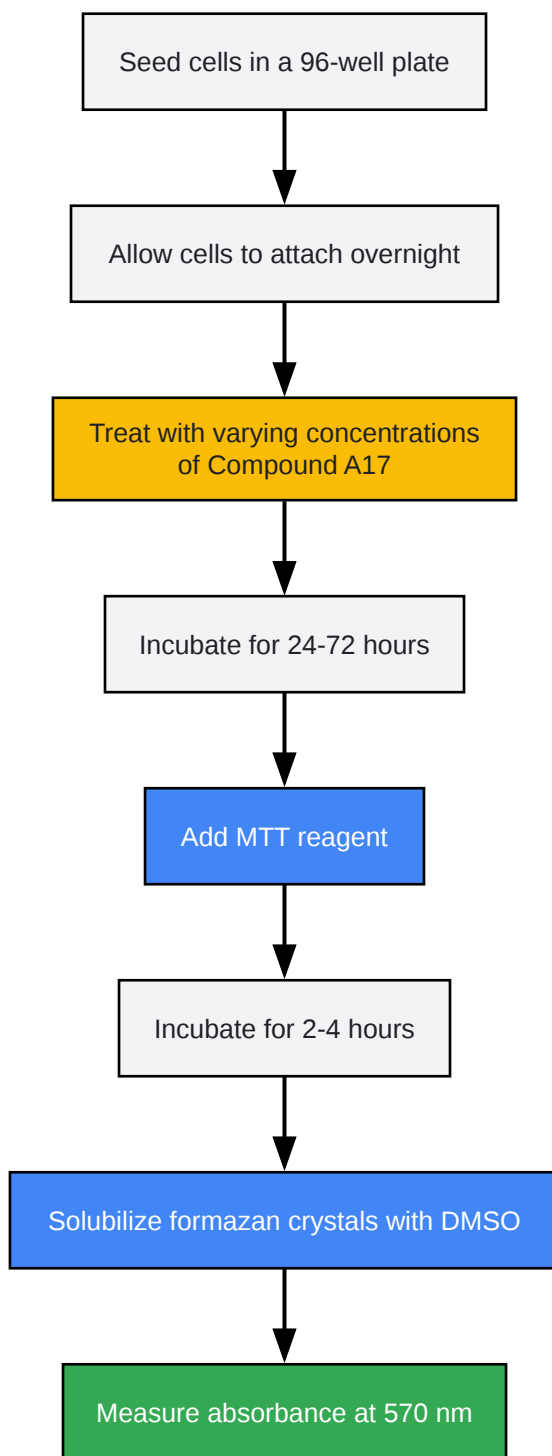 Seed cells in a 96-well plate
Allow cells to attach overnight
Treat with varying concentrations
of Compound A17
Incubate for 24-72 hours
Add MTT reagent
Incubate for 2-4 hours
Solubilize formazan crystals with DMSO
Measure absorbance at 570 nm